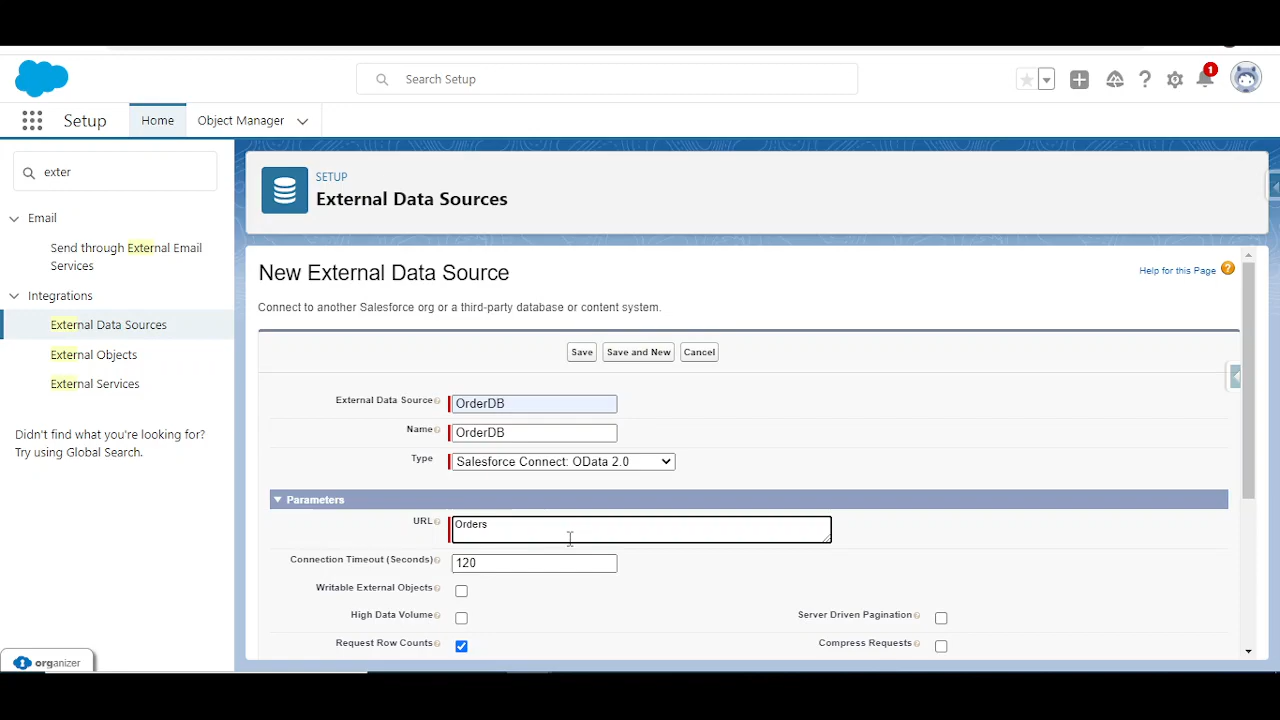 Search Setup
1
Setup
Home
Object Manager
exter
Email
Send through External Email
Services
Integrations
External Data Sources
External Objects
External Services
Didn't find what you're looking for?
Try using Global Search.
organizer
SETUP
External Data Sources
New External Data Source
Help for this Page ?
Connect to another Salesforce org or a third-party database or content system.
Save Save and New Cancel
External Data Source OrderDB
Name OrderDB
Type Salesforce Connect: OData 2.0
Parameters
URL Orders
Connection Timeout (Seconds) 120
Writable External Objects
High Data Volume Server Driven Pagination
Request Row Counts Compress Requests